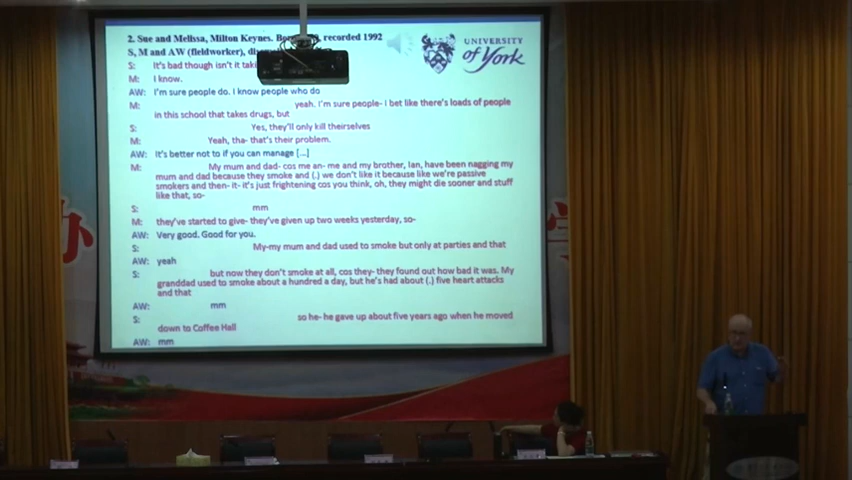 2. Sue and Melissa, Milton Keynes. recorded 1992
S, M and AW (fieldworker),
UNIVERSITY
of York
S: It's bad though isn't it
M: I know.
AW: I'm sure people do. I know people who do
M: yeah. I'm sure people- I bet like there's loads of people
in this school that takes drugs, but
S: Yes, they'll only kill theirselves
M: Yeah, tha- that's their problem.
AW: It's better not to if you can manage [...]
M: My mum and dad- cos me an- me and my brother, Ian, have been nagging my
mum and dad because they smoke and (.) we don't like it because like we're passive
smokers and then- it- it's just frightening cos you think, oh, they might die sooner and stuff
like that, so-
S: mm
M: they've started to give- they've given up two weeks yesterday, so-
AW: Very good. Good for you.
S: My-my mum and dad used to smoke but only at parties and that
AW: yeah
S: but now they don't smoke at all, cos they- they found out how bad it was. My
granddad used to smoke about a hundred a day, but he's had about (.) five heart attacks
and that
AW: mm
S: so he- he gave up about five years ago when he moved
down to Coffee Hall
AW: mm